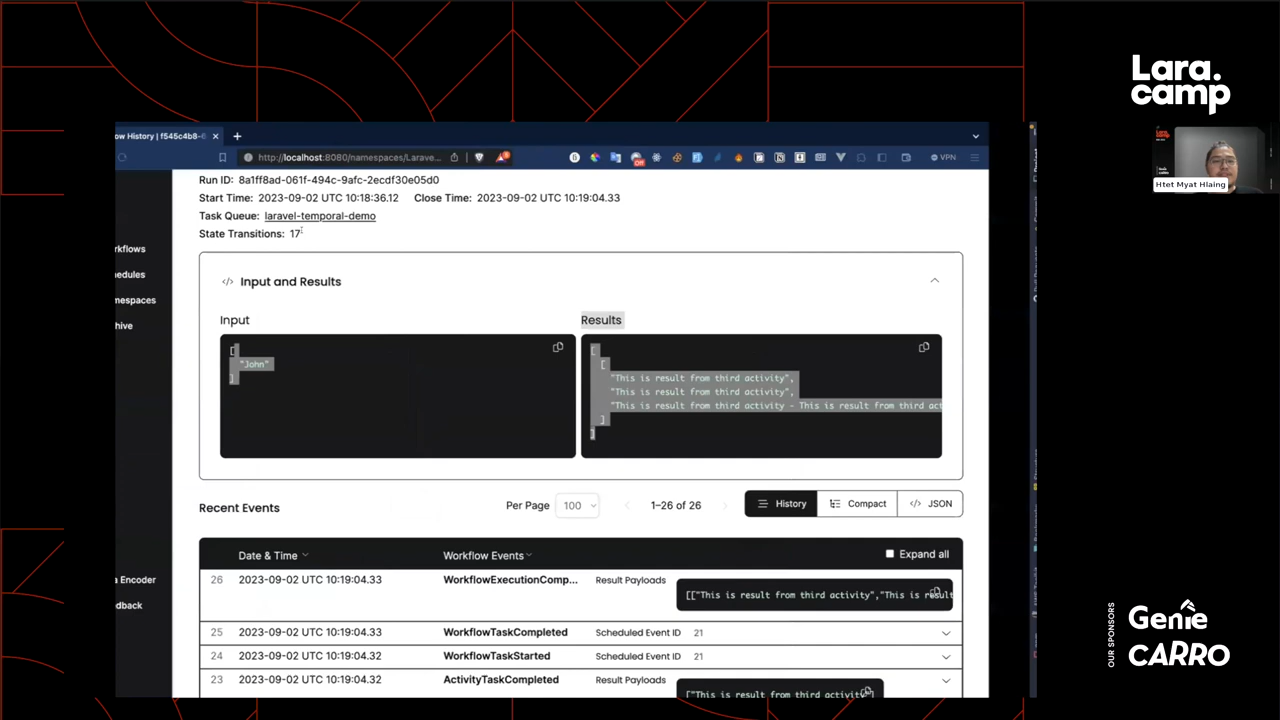 Lara.
camp
Htet Myat Hlaing
ow History | f545c4b8-6
http://localhost:8080/namespaces/Larave...
Off
VPN
Run ID: 8a1ff8ad-061f-494c-9afc-2ecdf30e05d0
Start Time: 2023-09-02 UTC 10:18:36.12 Close Time: 2023-09-02 UTC 10:19:04.33
Task Queue: laravel-temporal-demo
State Transitions: 17
rkflows
edules
mespaces
hive
a Encoder
edback
</> Input and Results
Input
[
"John"
]
Results
[
[
"This is result from third activity",
"This is result from third activity",
"This is result from third activity - This is result from third act
]
]
Recent Events
Per Page 100 1–26 of 26 History Compact </> JSON
Date & Time Workflow Events Expand all
26 2023-09-02 UTC 10:19:04.33 WorkflowExecutionComp... Result Payloads [["This is result from third activity","This is result
25 2023-09-02 UTC 10:19:04.33 WorkflowTaskCompleted Scheduled Event ID 21
24 2023-09-02 UTC 10:19:04.32 WorkflowTaskStarted Scheduled Event ID 21
23 2023-09-02 UTC 10:19:04.32 ActivityTaskCompleted Result Payloads ["This is result from third activity"]
OUR SPONSORS
Genie
CARRO